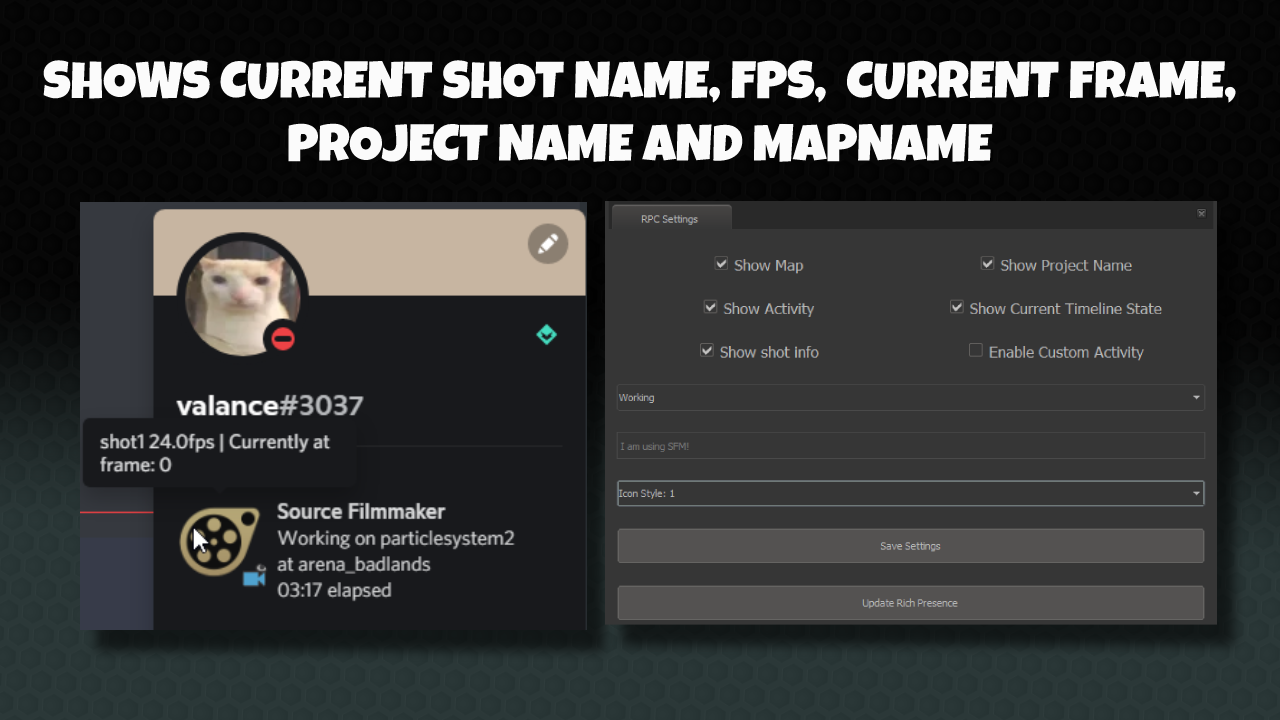 SHOWS CURRENT SHOT NAME, FPS, CURRENT FRAME,
PROJECT NAME AND MAPNAME
valance#3037
shot1 24.0fps | Currently at
frame: 0
Source Filmmaker
Working on particlesystem2
at arena_badlands
03:17 elapsed
RPC Settings
Show Map
Show Project Name
Show Activity
Show Current Timeline State
Show shot info
Enable Custom Activity
Working
I am using SFM!
Icon Style: 1
Save Settings
Update Rich Presence